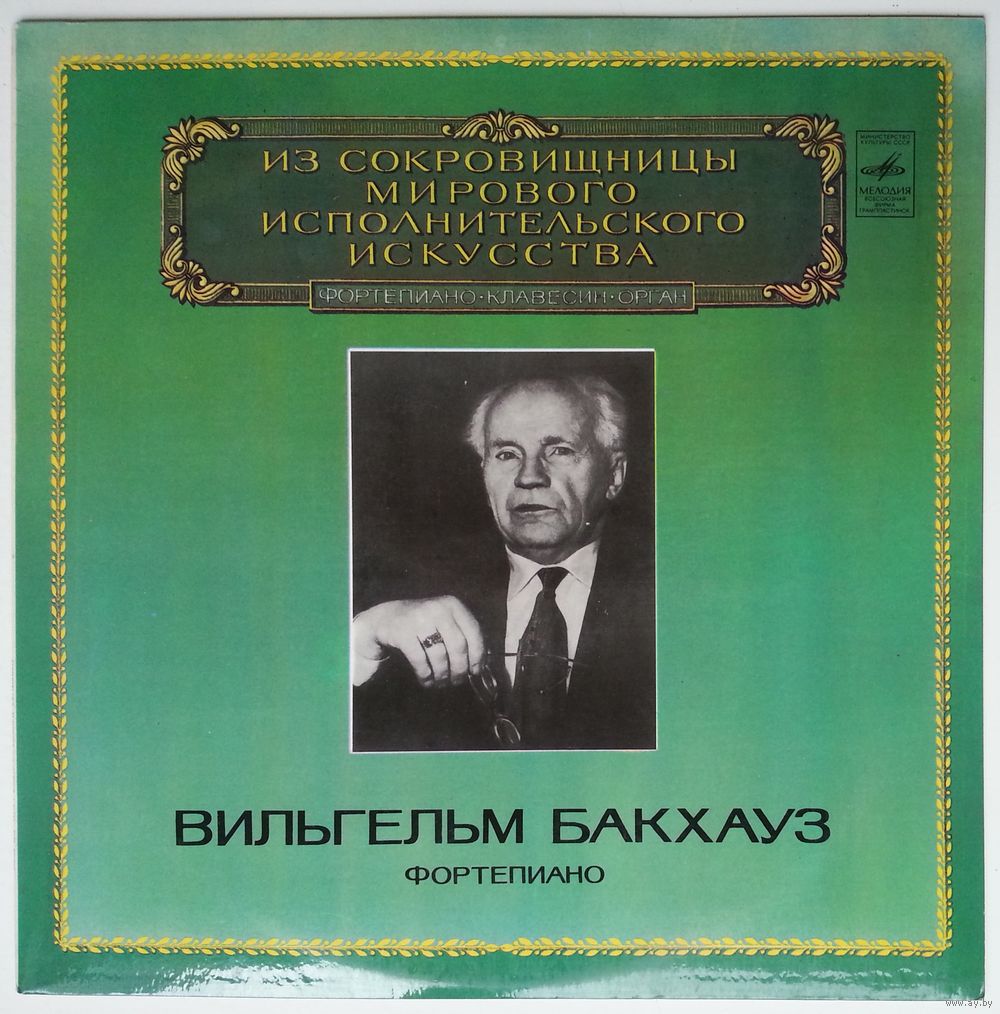 ИЗ СОКРОВИЩНИЦЫ
МИРОВОГО
ИСПОЛНИТЕЛЬСКОГО
ИСКУССТВА
ФОРТЕПИАНО·КЛАВЕСИН·ОРГАН
МИНИСТЕРСТВО
КУЛЬТУРЫ СССР
МЕЛОДИЯ
ВСЕСОЮЗНАЯ
ФИРМА
ГРАМПЛАСТИНОК
ВИЛЬГЕЛЬМ БАКХАУЗ
ФОРТЕПИАНО
www.ay.by